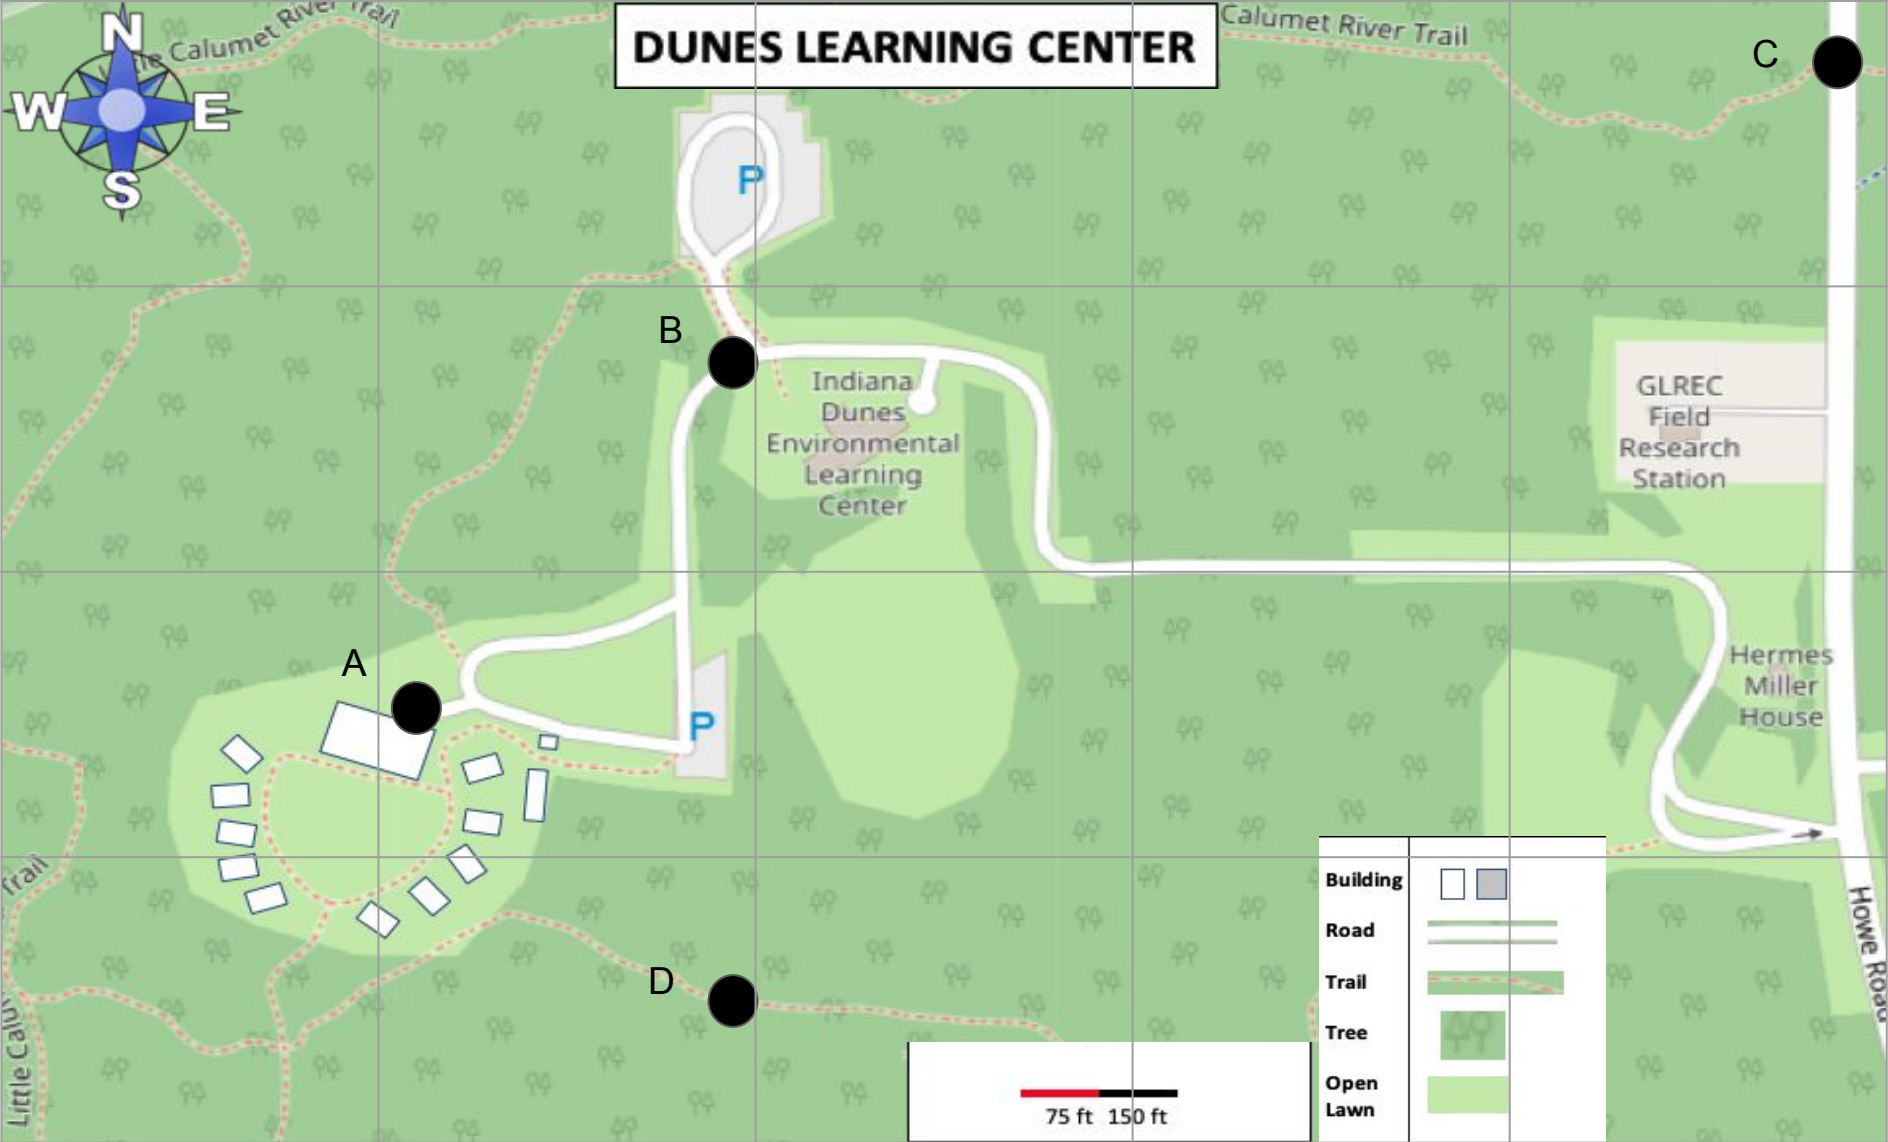 Little Calumet River Trail
N
W E
S
DUNES LEARNING CENTER
Calumet River Trail
C
P
B
Indiana
Dunes
Environmental
Learning
Center
GLREC
Field
Research
Station
A
P
Hermes
Miller
House
Trail
Little
D
Howe Road
Building
Road
Trail
Tree
Open
Lawn
75 ft 150 ft